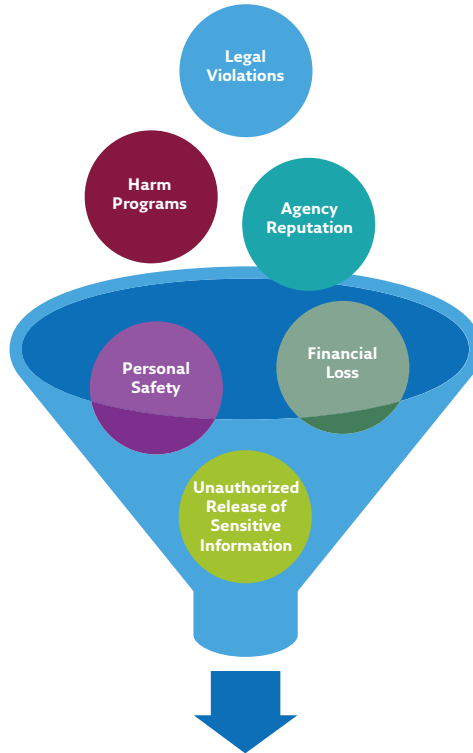 Legal
Violations
Harm
Programs
Agency
Reputation
Personal
Safety
Financial
Loss
Unauthorized
Release of
Sensitive
Information